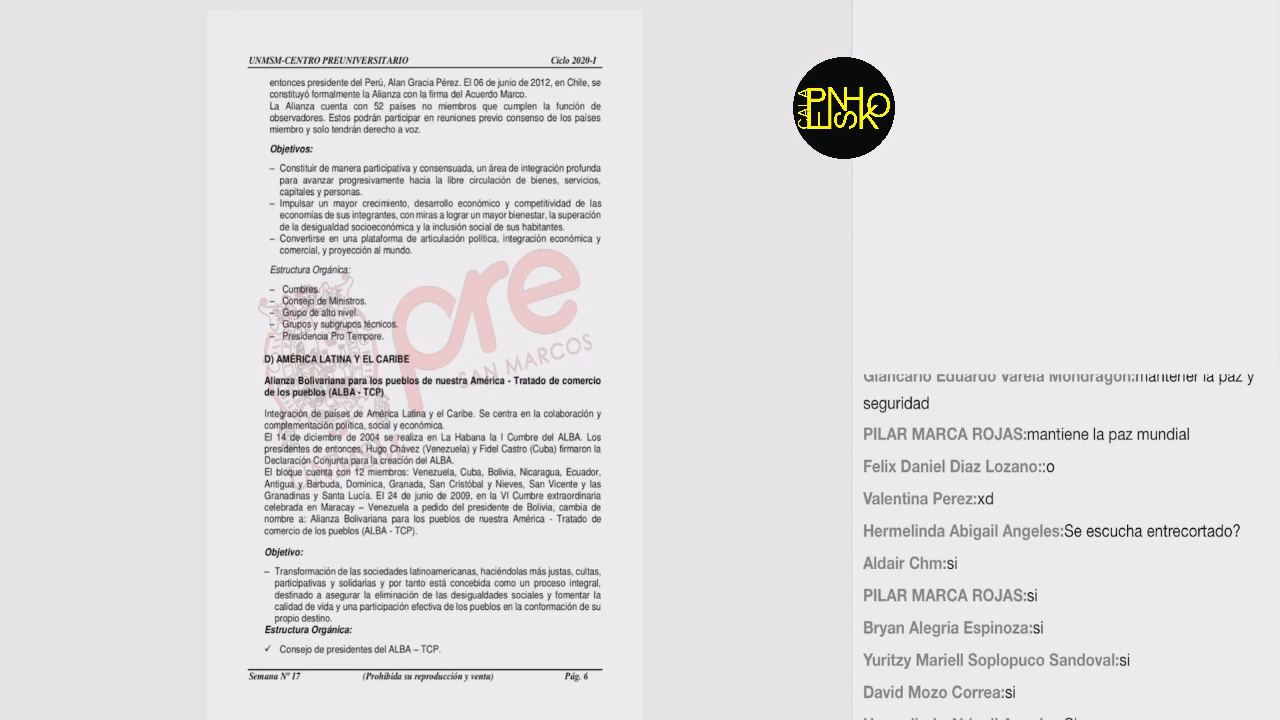 UNMSM-CENTRO PREUNIVERSITARIO Ciclo 2020-I
entonces presidente del Perú, Alan Gracia Pérez. El 06 de junio de 2012, en Chile, se
constituyó formalmente la Alianza con la firma del Acuerdo Marco.
La Alianza cuenta con 52 países no miembros que cumplen la función de
observadores. Estos podrán participar en reuniones previo consenso de los países
miembro y solo tendrán derecho a voz.
Objetivos:
– Constituir de manera participativa y consensuada, un área de integración profunda
para avanzar progresivamente hacia la libre circulación de bienes, servicios,
capitales y personas.
– Impulsar un mayor crecimiento, desarrollo económico y competitividad de las
economías de sus integrantes, con miras a lograr un mayor bienestar, la superación
de la desigualdad socioeconómica y la inclusión social de sus habitantes.
– Convertirse en una plataforma de articulación política, integración económica y
comercial, y proyección al mundo.
Estructura Orgánica:
– Cumbres.
– Consejo de Ministros.
– Grupo de alto nivel.
– Grupos y subgrupos técnicos.
– Presidencia Pro Tempore.
pre
SAN MARCOS
D) AMÉRICA LATINA Y EL CARIBE
Alianza Bolivariana para los pueblos de nuestra América - Tratado de comercio
de los pueblos (ALBA - TCP)
Integración de países de América Latina y el Caribe. Se centra en la colaboración y
complementación política, social y económica.
El 14 de diciembre de 2004 se realiza en La Habana la I Cumbre del ALBA. Los
presidentes de entonces, Hugo Chávez (Venezuela) y Fidel Castro (Cuba) firmaron la
Declaración Conjunta para la creación del ALBA.
El bloque cuenta con 12 miembros: Venezuela, Cuba, Bolivia, Nicaragua, Ecuador,
Antigua y Barbuda, Dominica, Granada, San Cristóbal y Nieves, San Vicente y las
Granadinas y Santa Lucía. El 24 de junio de 2009, en la VI Cumbre extraordinaria
celebrada en Maracay – Venezuela a pedido del presidente de Bolivia, cambia de
nombre a: Alianza Bolivariana para los pueblos de nuestra América - Tratado de
comercio de los pueblos (ALBA - TCP).
Objetivo:
– Transformación de las sociedades latinoamericanas, haciéndolas más justas, cultas,
participativas y solidarias y por tanto está concebida como un proceso integral,
destinado a asegurar la eliminación de las desigualdades sociales y fomentar la
calidad de vida y una participación efectiva de los pueblos en la conformación de su
propio destino.
Estructura Orgánica:
✓ Consejo de presidentes del ALBA – TCP.
Semana Nº 17 (Prohibida su reproducción y venta) Pág. 6
Giancarlo Eduardo Varela Mondragon:mantener la paz y
seguridad
PILAR MARCA ROJAS:mantiene la paz mundial
Felix Daniel Diaz Lozano::o
Valentina Perez:xd
Hermelinda Abigail Angeles:Se escucha entrecortado?
Aldair Chm:si
PILAR MARCA ROJAS:si
Bryan Alegria Espinoza:si
Yuritzy Mariell Soplopuco Sandoval:si
David Mozo Correa:si